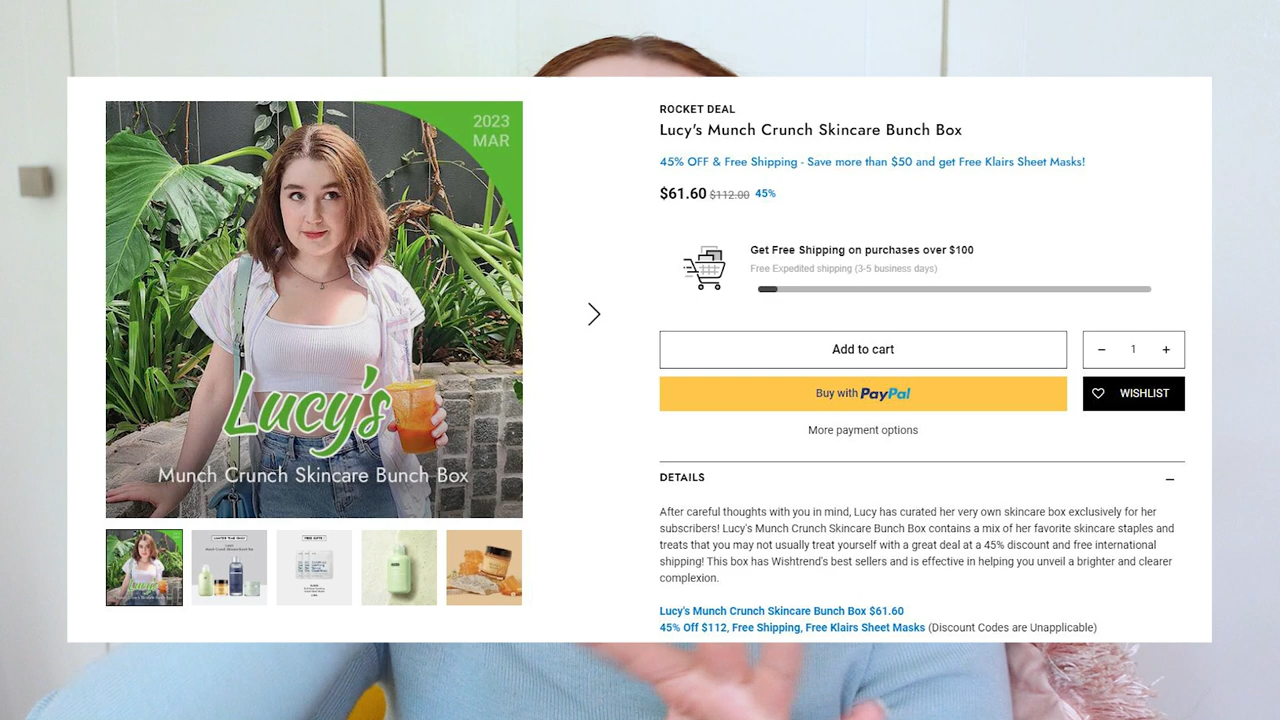 2023
MAR
Lucy's
Munch Crunch Skincare Bunch Box
ROCKET DEAL
Lucy's Munch Crunch Skincare Bunch Box
45% OFF & Free Shipping - Save more than $50 and get Free Klairs Sheet Masks!
$61.60 $112.00 45%
Get Free Shipping on purchases over $100
Free Expedited shipping (3-5 business days)
Add to cart
− 1 +
Buy with PayPal
WISHLIST
More payment options
DETAILS
After careful thoughts with you in mind, Lucy has curated her very own skincare box exclusively for her
subscribers! Lucy's Munch Crunch Skincare Bunch Box contains a mix of her favorite skincare staples and
treats that you may not usually treat yourself with a great deal at a 45% discount and free international
shipping! This box has Wishtrend's best sellers and is effective in helping you unveil a brighter and clearer
complexion.
Lucy's Munch Crunch Skincare Bunch Box $61.60
45% Off $112, Free Shipping, Free Klairs Sheet Masks (Discount Codes are Unapplicable)